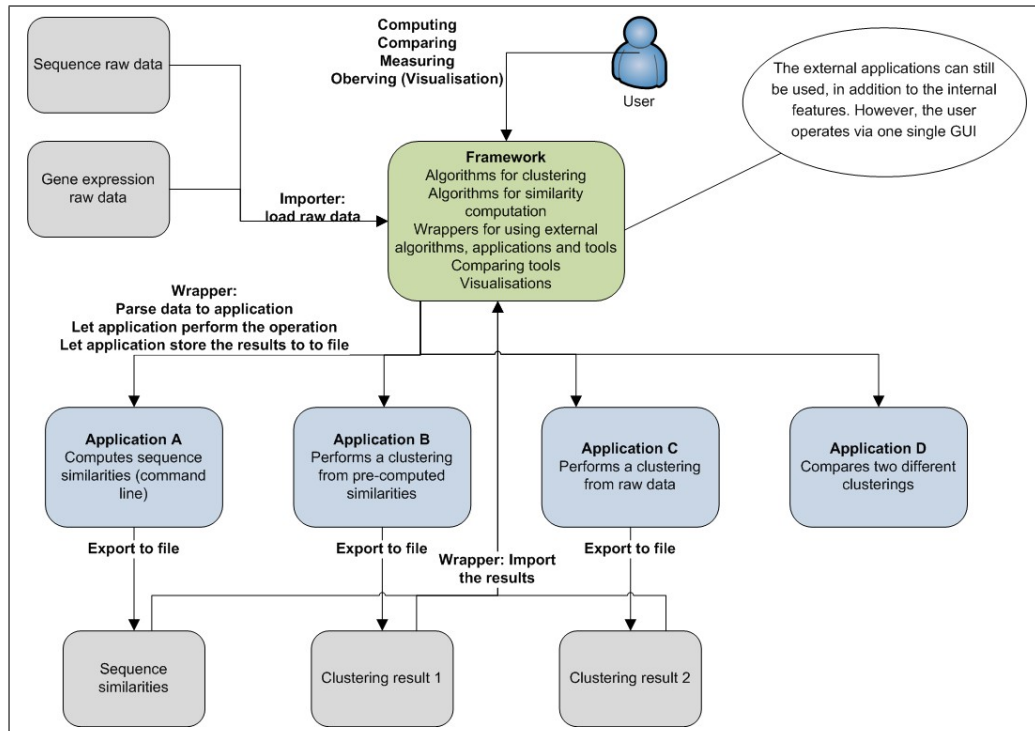 Sequence raw data
Gene expression
raw data
Computing
Comparing
Measuring
Oberving (Visualisation)
User
The external applications can still
be used, in addition to the internal
features. However, the user
operates via one single GUI
Importer:
load raw data
Framework
Algorithms for clustering
Algorithms for similarity
computation
Wrappers for using external
algorithms, applications and tools
Comparing tools
Visualisations
Wrapper:
Parse data to application
Let application perform the operation
Let application store the results to to file
Application A
Computes sequence
similarities (command
line)
Application B
Performs a clustering
from pre-computed
similarities
Application C
Performs a clustering
from raw data
Application D
Compares two different
clusterings
Export to file
Export to file
Wrapper: Import
the results
Export to file
Sequence
similarities
Clustering result 1
Clustering result 2